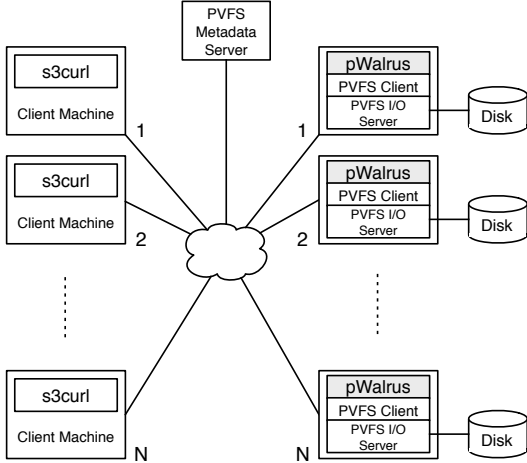 PVFS
Metadata
Server
s3curl
Client Machine
1
s3curl
Client Machine
2
s3curl
Client Machine
N
pWalrus
PVFS Client
PVFS I/O
Server
Disk
1
pWalrus
PVFS Client
PVFS I/O
Server
Disk
2
pWalrus
PVFS Client
PVFS I/O
Server
Disk
N